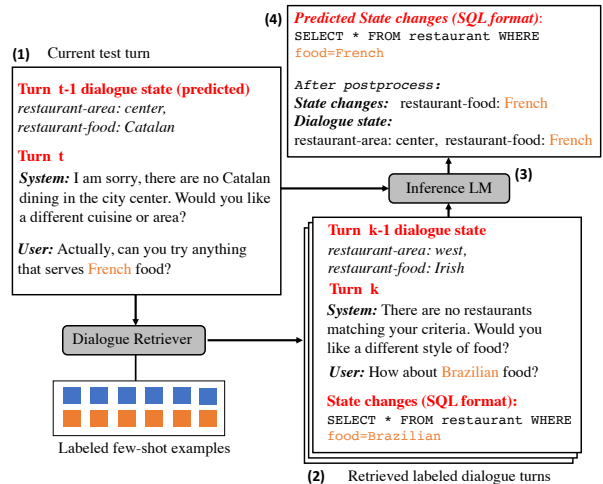 (1) Current test turn
Turn t-1 dialogue state (predicted)
restaurant-area: center,
restaurant-food: Catalan
Turn t
System: I am sorry, there are no Catalan
dining in the city center. Would you like
a different cuisine or area?
User: Actually, can you try anything
that serves French food?
Dialogue Retriever
Labeled few-shot examples
(4)
Predicted State changes (SQL format):
SELECT * FROM restaurant WHERE
food=French
After postprocess:
State changes: restaurant-food: French
Dialogue state:
restaurant-area: center, restaurant-food: French
Inference LM
(3)
Turn k-1 dialogue state
restaurant-area: west,
restaurant-food: Irish
Turn k
System: There are no restaurants
matching your criteria. Would you
like a different style of food?
User: How about Brazilian food?
State changes (SQL format):
SELECT * FROM restaurant WHERE
food=Brazilian
(2) Retrieved labeled dialogue turns